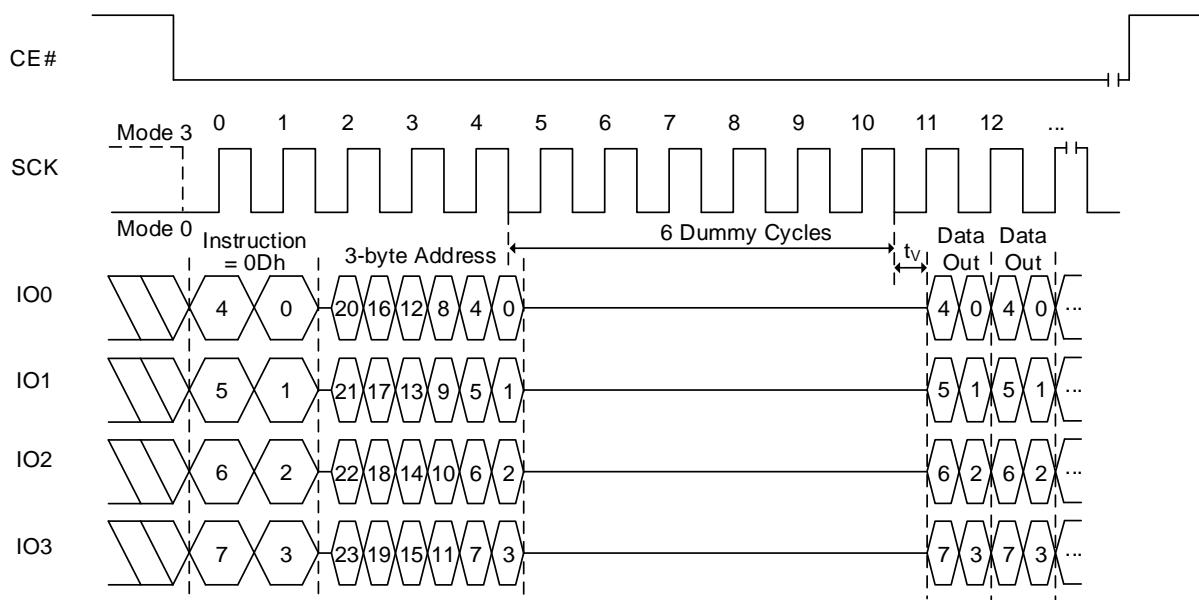 CE#
0 1 2 3 4 5 6 7 8 9 10 11 12 ...
Mode 3
SCK
Mode 0
Instruction
= 0Dh
3-byte Address
6 Dummy Cycles
tV
Data
Out
Data
Out
IO0
4 0 20 16 12 8 4 0 4 0 4 0 ...
IO1
5 1 21 17 13 9 5 1 5 1 5 1 ...
IO2
6 2 22 18 14 10 6 2 6 2 6 2 ...
IO3
7 3 23 19 15 11 7 3 7 3 7 3 ...